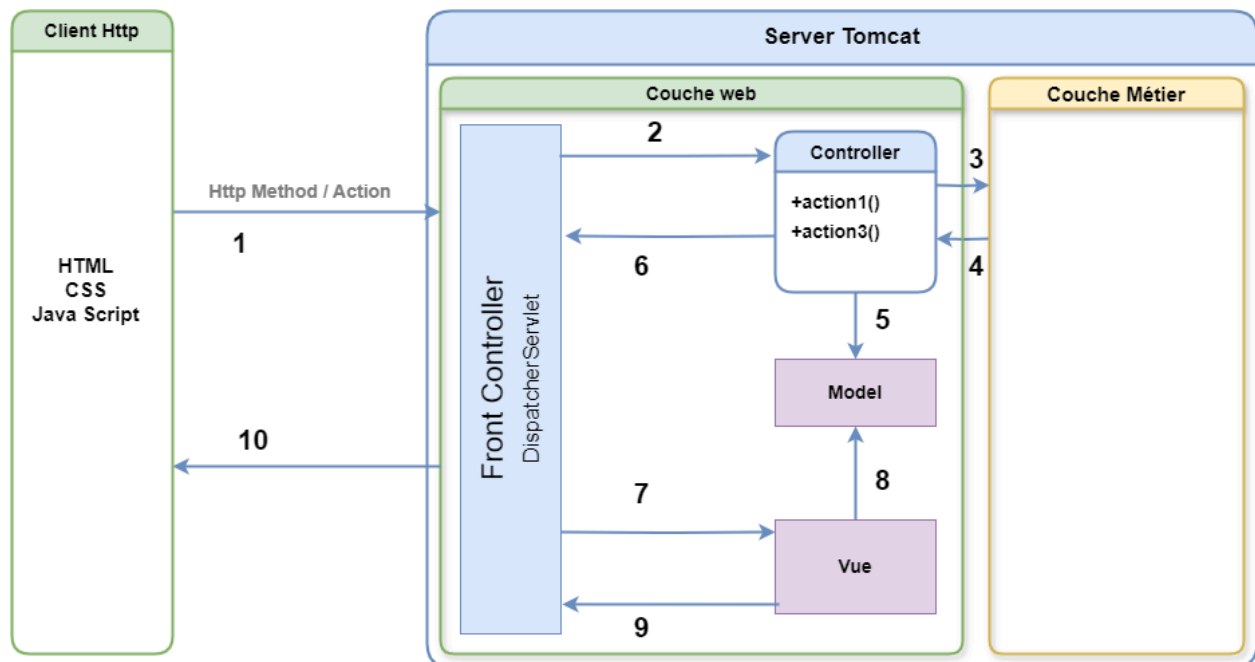 Client Http
Server Tomcat
Couche web
Couche Métier
HTML
CSS
Java Script
Http Method / Action
1
10
Front Controller
DispatcherServlet
2
Controller
+action1()
+action3()
3
4
6
5
Model
7
8
Vue
9